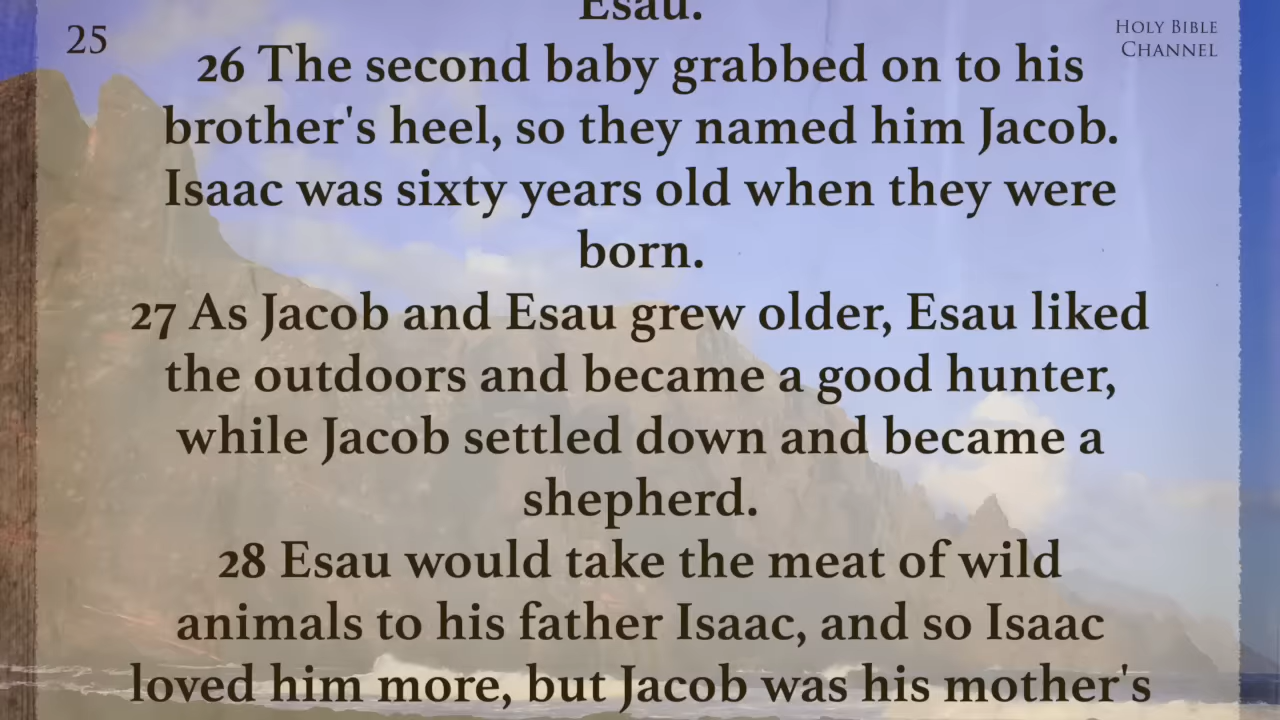 25
HOLY BIBLE
CHANNEL
Esau.
26 The second baby grabbed on to his
brother's heel, so they named him Jacob.
Isaac was sixty years old when they were
born.
27 As Jacob and Esau grew older, Esau liked
the outdoors and became a good hunter,
while Jacob settled down and became a
shepherd.
28 Esau would take the meat of wild
animals to his father Isaac, and so Isaac
loved him more, but Jacob was his mother's